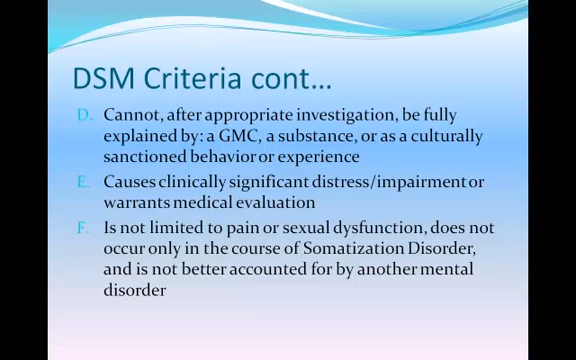 DSM Criteria cont…
D. Cannot, after appropriate investigation, be fully
explained by: a GMC, a substance, or as a culturally
sanctioned behavior or experience
E. Causes clinically significant distress/impairment or
warrants medical evaluation
F. Is not limited to pain or sexual dysfunction, does not
occur only in the course of Somatization Disorder,
and is not better accounted for by another mental
disorder